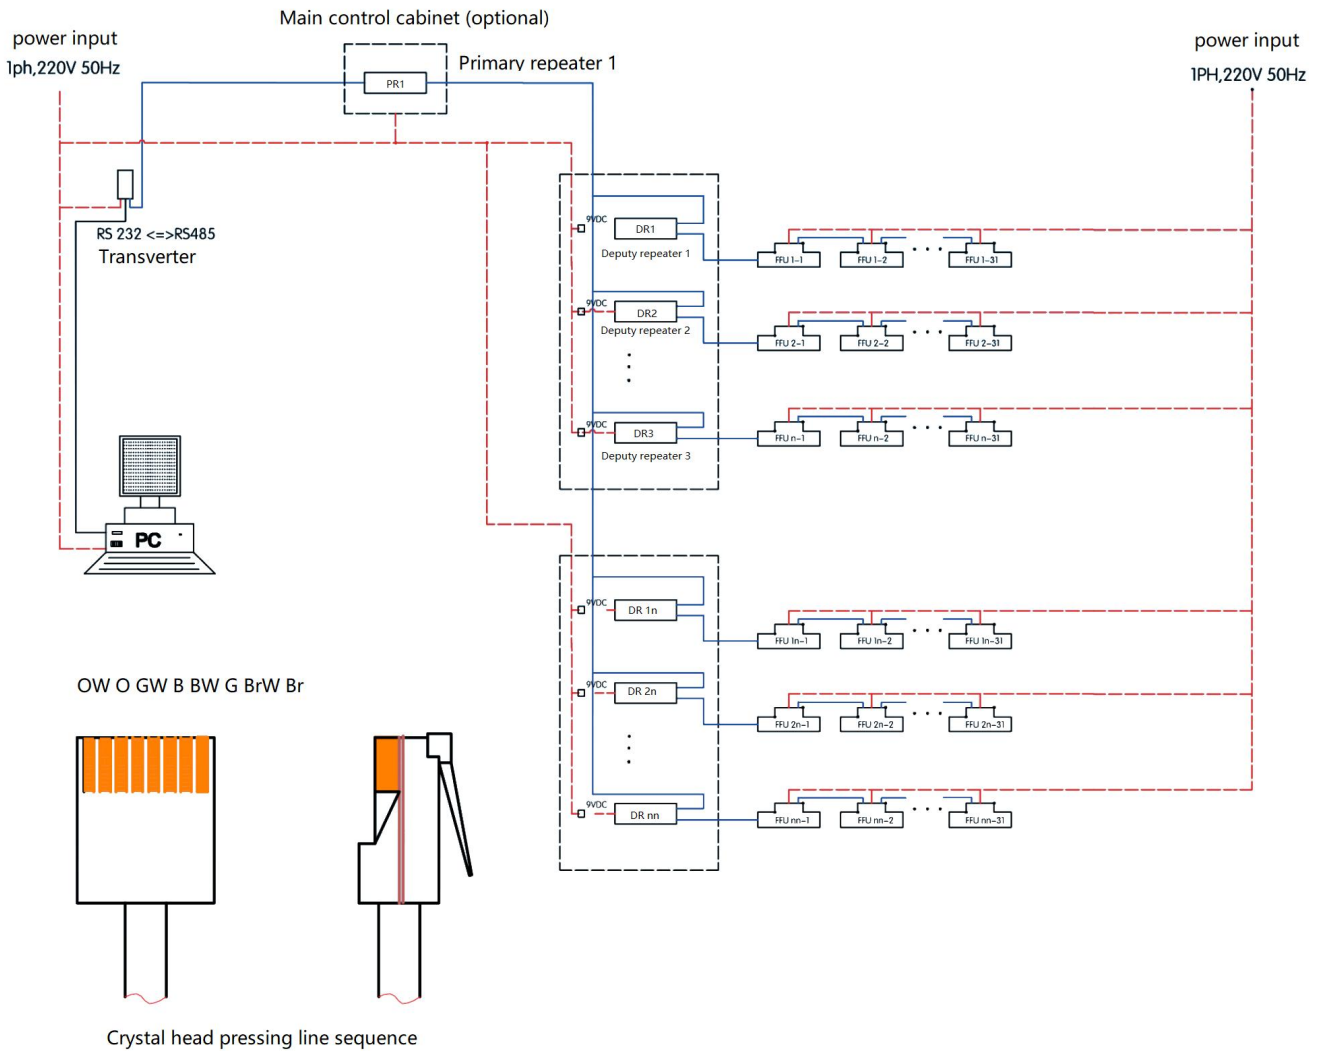 Main control cabinet (optional)
power input
1ph,220V 50Hz
Primary repeater 1
PR1
power input
1PH,220V 50Hz
RS 232 <=>RS485
Transverter
9VDC
DR1
Deputy repeater 1
FFU 1-1
FFU 1-2
FFU 1-31
9VDC
DR2
Deputy repeater 2
FFU 2-1
FFU 2-2
FFU 2-31
9VDC
DR3
Deputy repeater 3
FFU n-1
FFU n-2
FFU n-31
PC
9VDC
DR 1n
FFU 1n-1
FFU 1n-2
FFU 1n-31
9VDC
DR 2n
FFU 2n-1
FFU 2n-2
FFU 2n-31
9VDC
DR nn
FFU nn-1
FFU nn-2
FFU nn-31
OW O GW B BW G BrW Br
Crystal head pressing line sequence